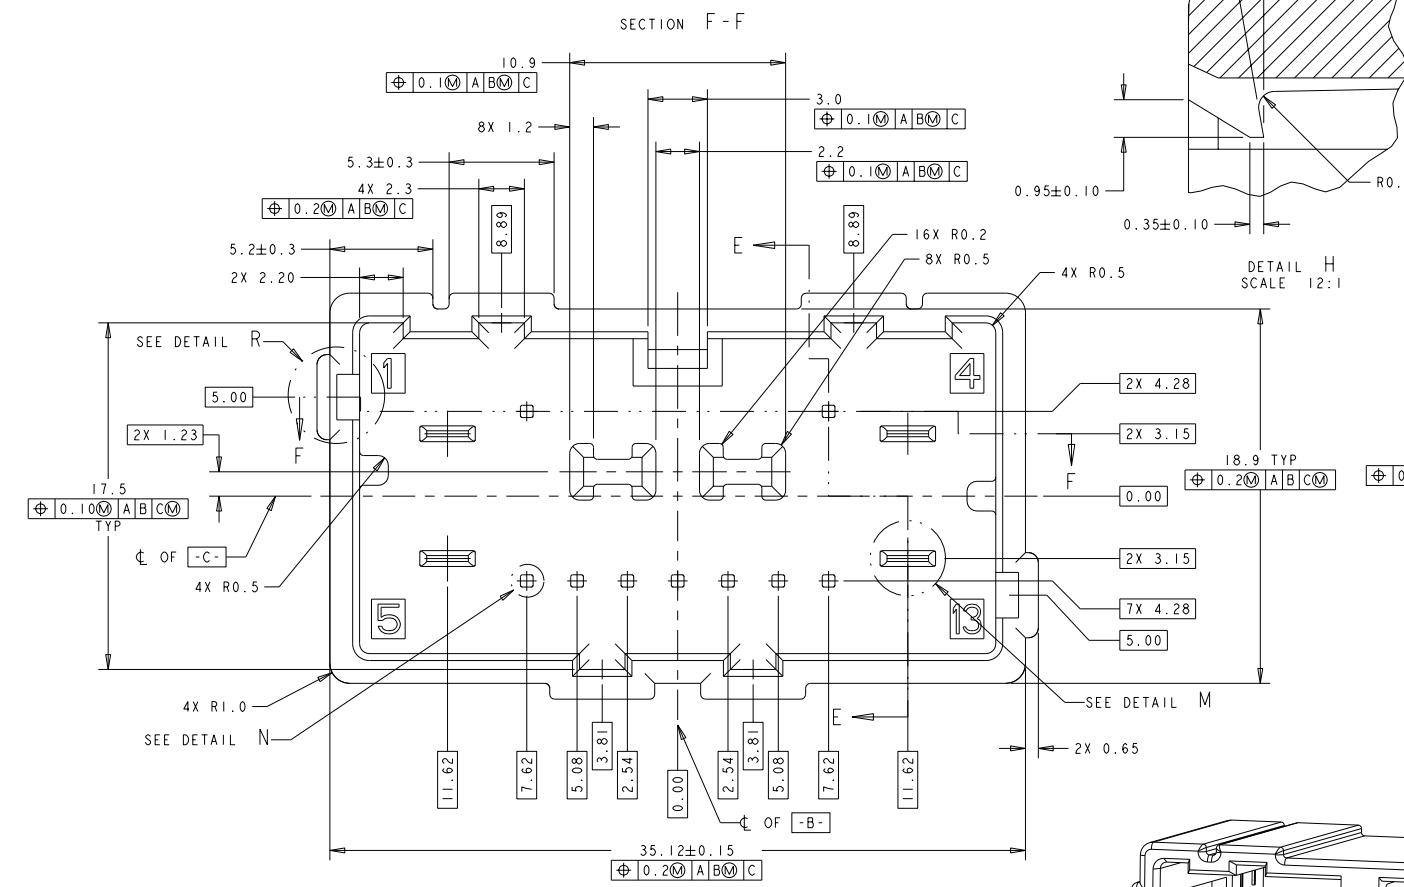 SECTION F-F
10.9
⌖ 0.1Ⓜ A BⓂ C
3.0
⌖ 0.1Ⓜ A BⓂ C
8X 1.2
2.2
⌖ 0.1Ⓜ A BⓂ C
5.3±0.3
4X 2.3
⌖ 0.2Ⓜ A BⓂ C
0.95±0.10
R0.
0.35±0.10
DETAIL H
SCALE 12:1
8.89
8.89
5.2±0.3
2X 2.20
E
16X R0.2
8X R0.5
4X R0.5
SEE DETAIL R
1
4
5.00
2X 4.28
2X 1.23
F
2X 3.15
F
18.9 TYP
⌖ 0.2Ⓜ A B CⓂ
⌖ 0
17.5
⌖ 0.10Ⓜ A B CⓂ
TYP
0.00
℄ OF -C-
4X R0.5
2X 3.15
5
13
7X 4.28
5.00
4X R1.0
SEE DETAIL N
SEE DETAIL M
E
2X 0.65
11.62
7.62
5.08
3.81
2.54
0.00
2.54
3.81
5.08
7.62
11.62
℄ OF -B-
35.12±0.15
⌖ 0.2Ⓜ A BⓂ C